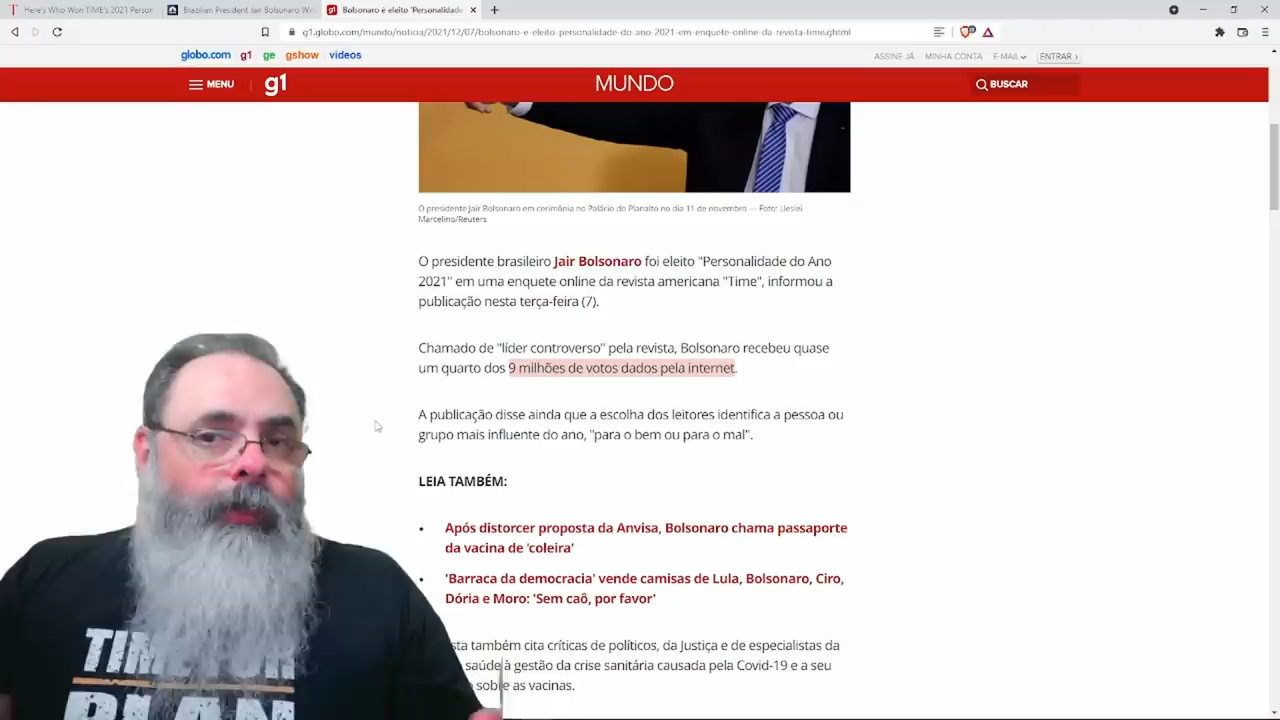 Here's Who Won TIME's 2021 Person
Brazilian President Jair Bolsonaro Wi
Bolsonaro é eleito 'Personalidade
g1.globo.com/mundo/noticia/2021/12/07/bolsonaro-e-eleito-personalidade-do-ano-2021-em-enquete-online-da-revista-time.ghtml
globo.com g1 ge gshow vídeos
ASSINE JÁ MINHA CONTA E-MAIL ENTRAR ›
MENU g1 MUNDO BUSCAR
O presidente Jair Bolsonaro em cerimônia no Palácio do Planalto no dia 11 de novembro — Foto: Ueslei
Marcelino/Reuters
O presidente brasileiro Jair Bolsonaro foi eleito "Personalidade do Ano
2021" em uma enquete online da revista americana "Time", informou a
publicação nesta terça-feira (7).
Chamado de "líder controverso" pela revista, Bolsonaro recebeu quase
um quarto dos 9 milhões de votos dados pela internet.
A publicação disse ainda que a escolha dos leitores identifica a pessoa ou
grupo mais influente do ano, "para o bem ou para o mal".
LEIA TAMBÉM:
• Após distorcer proposta da Anvisa, Bolsonaro chama passaporte
da vacina de 'coleira'
• 'Barraca da democracia' vende camisas de Lula, Bolsonaro, Ciro,
Dória e Moro: 'Sem caô, por favor'
sta também cita críticas de políticos, da Justiça e de especialistas da
saúde à gestão da crise sanitária causada pela Covid-19 e a seu
sobre as vacinas.
PLAN